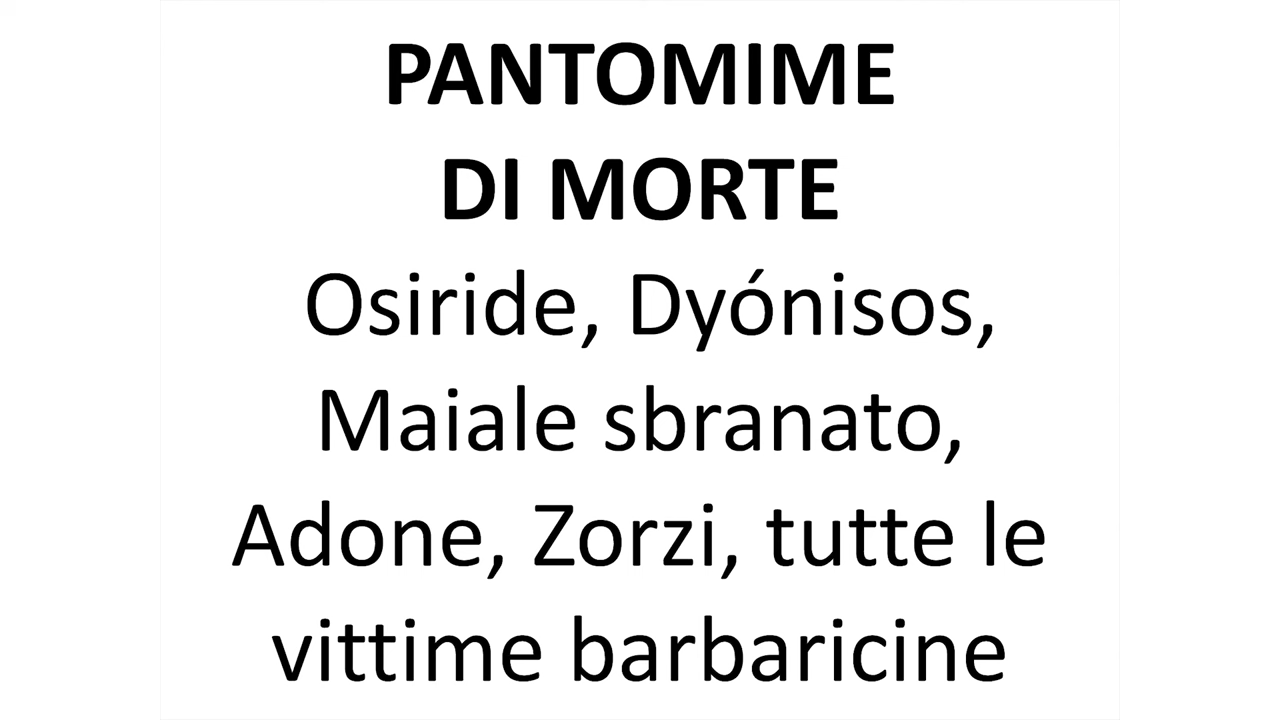 PANTOMIME
DI MORTE
Osiride, Dyónisos,
Maiale sbranato,
Adone, Zorzi, tutte le
vittime barbaricine